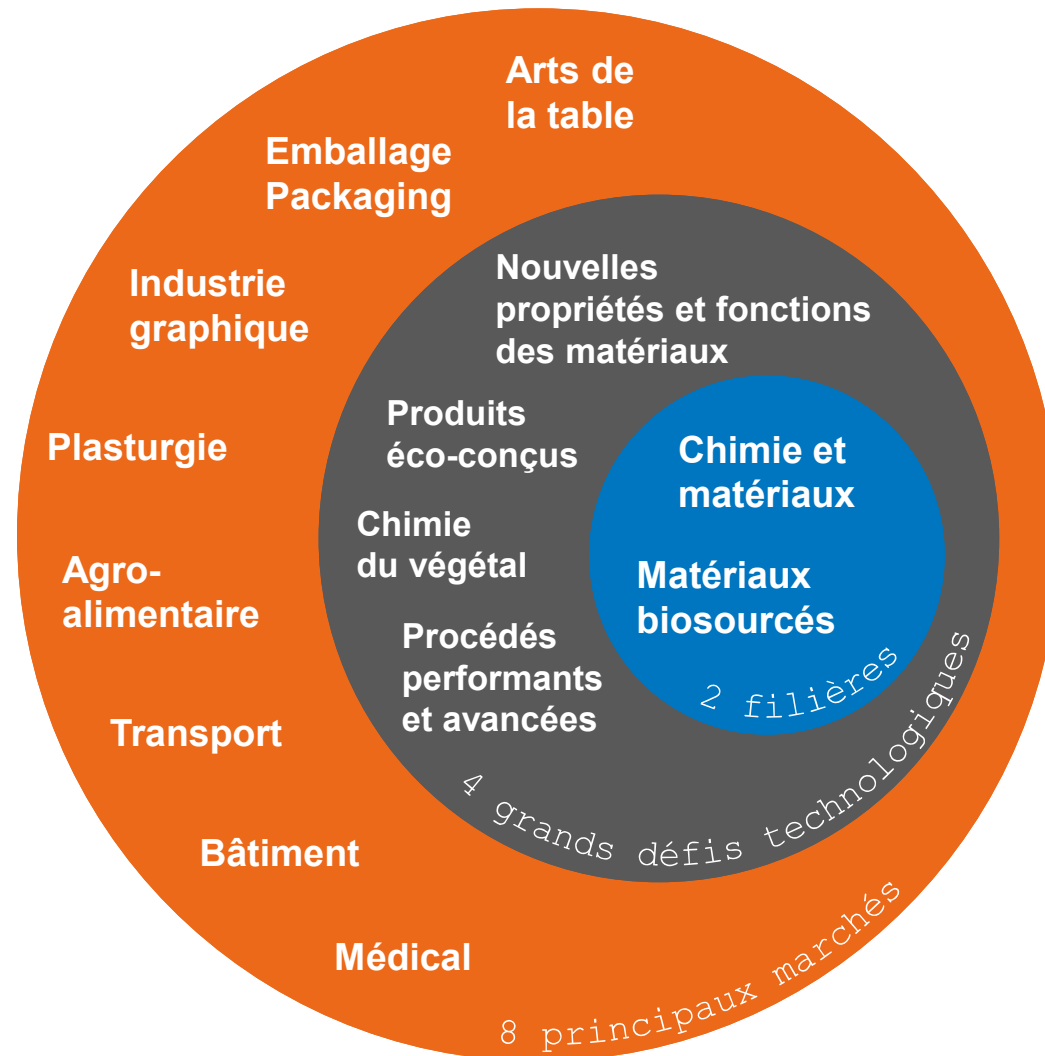 Arts de
la table
Emballage
Packaging
Industrie
graphique
Plasturgie
Agro-
alimentaire
Transport
Bâtiment
Médical
8 principaux marchés
Nouvelles
propriétés et fonctions
des matériaux
Produits
éco-conçus
Chimie
du végétal
Procédés
performants
et avancées
4 grands défis technologiques
Chimie et
matériaux
Matériaux
biosourcés
2 filières